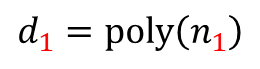 d₁ = poly(n₁)